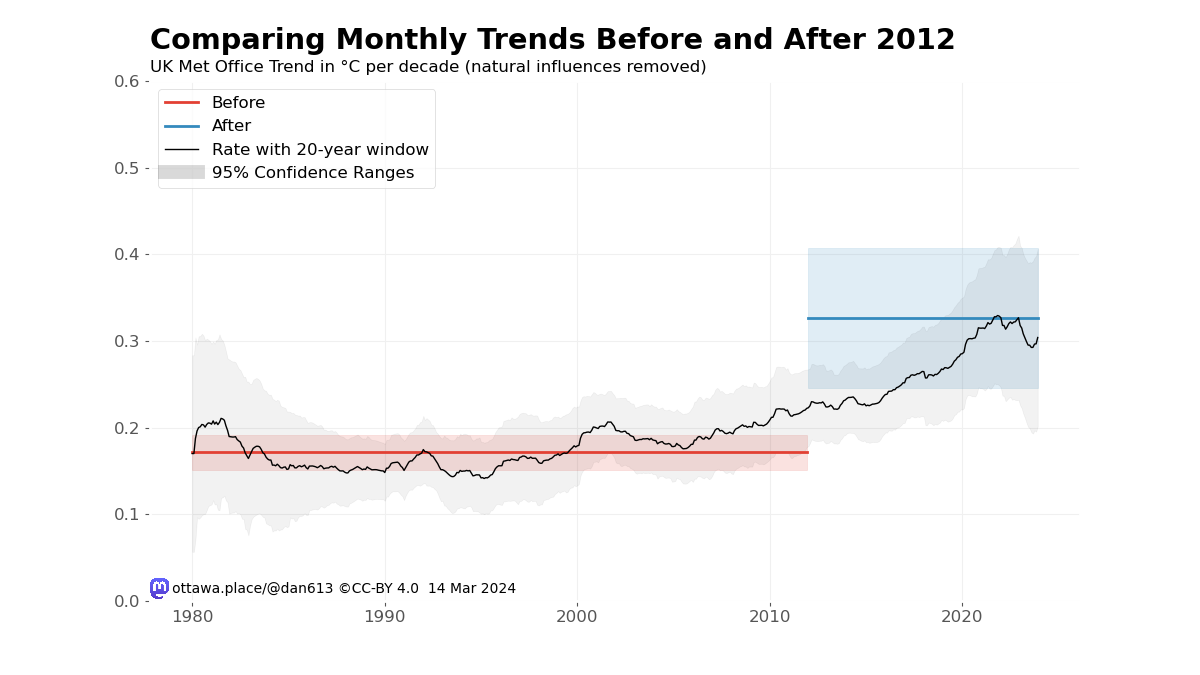 Comparing Monthly Trends Before and After 2012
UK Met Office Trend in °C per decade (natural influences removed)
0.6
Before
After
Rate with 20-year window
95% Confidence Ranges
0.5
0.4
0.3
0.2
0.1
0.0
ottawa.place/@dan613 ©CC-BY 4.0  14 Mar 2024
1980 1990 2000 2010 2020